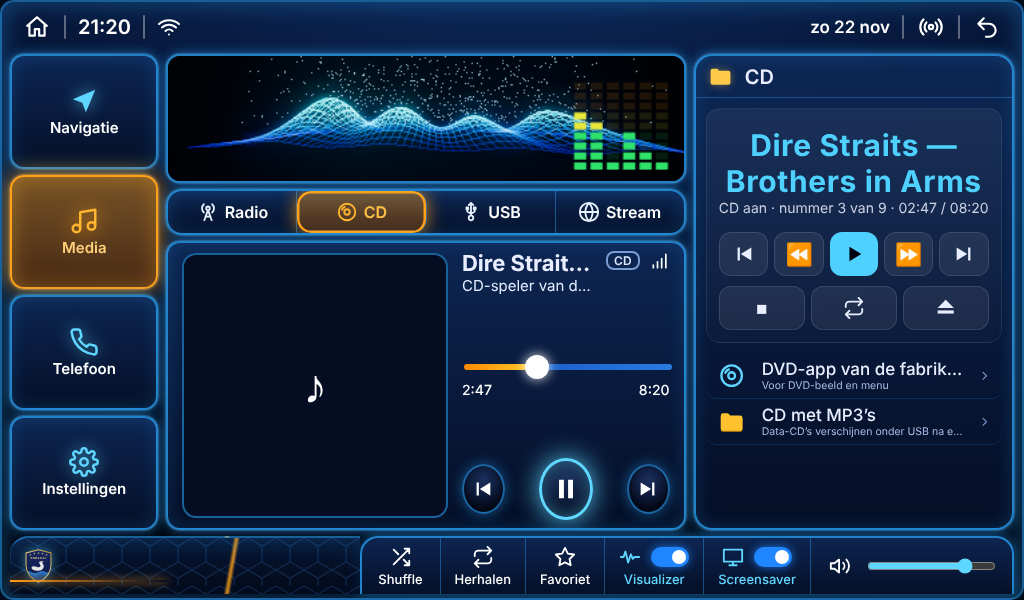 21:20
zo 22 nov
Navigatie
Media
Telefoon
Instellingen
Radio
CD
USB
Stream
Dire Strait...
CD
CD-speler van d...
2:47
8:20
CD
Dire Straits —
Brothers in Arms
CD aan · nummer 3 van 9 · 02:47 / 08:20
DVD-app van de fabrik...
Voor DVD-beeld en menu
CD met MP3’s
Data-CD’s verschijnen onder USB na e...
Shuffle
Herhalen
Favoriet
Visualizer
Screensaver